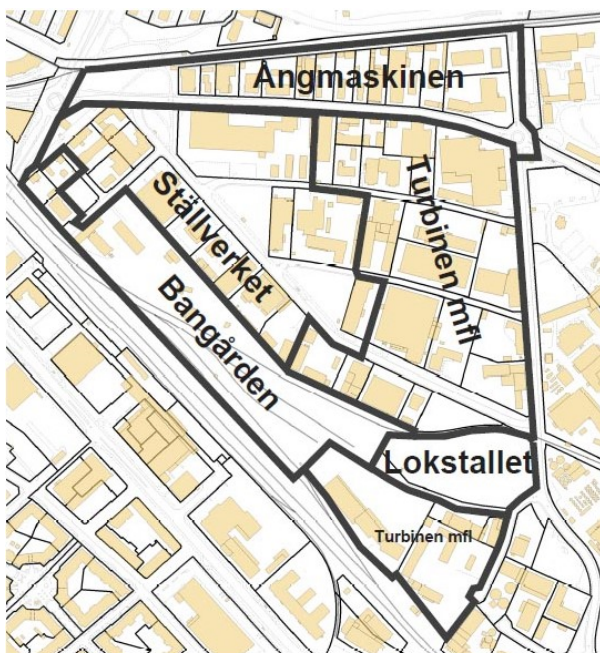 Ångmaskinen
Turbinen mfl
Ställverket
Bangården
Lokstallet
Turbinen mfl